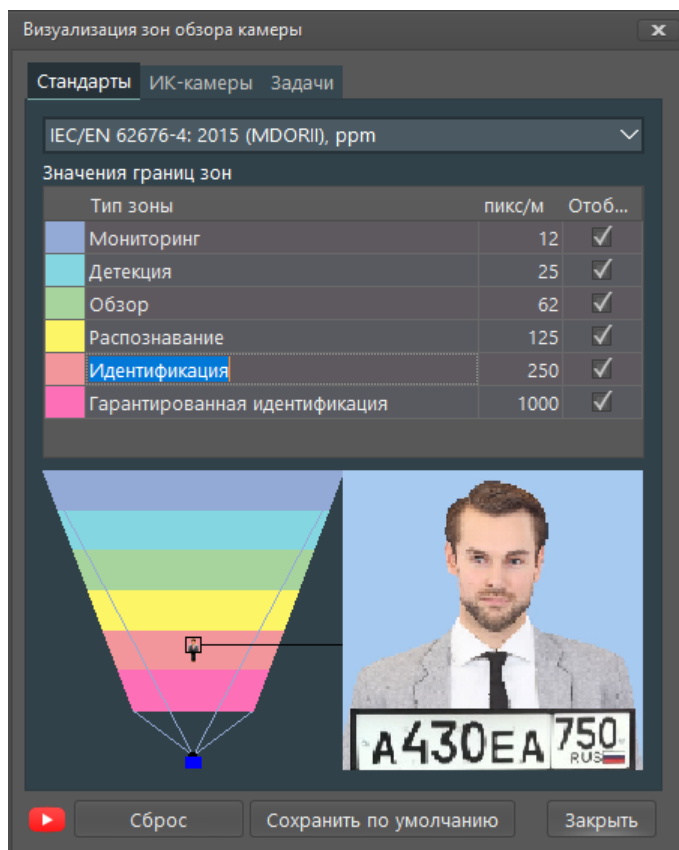 Визуализация зон обзора камеры
Стандарты ИК-камеры Задачи
IEC/EN 62676-4: 2015 (MDORII), ppm
Значения границ зон
Тип зоны пикс/м Отоб...
Мониторинг 12
Детекция 25
Обзор 62
Распознавание 125
Идентификация 250
Гарантированная идентификация 1000
А430ЕА 750
RUS
Сброс Сохранить по умолчанию Закрыть